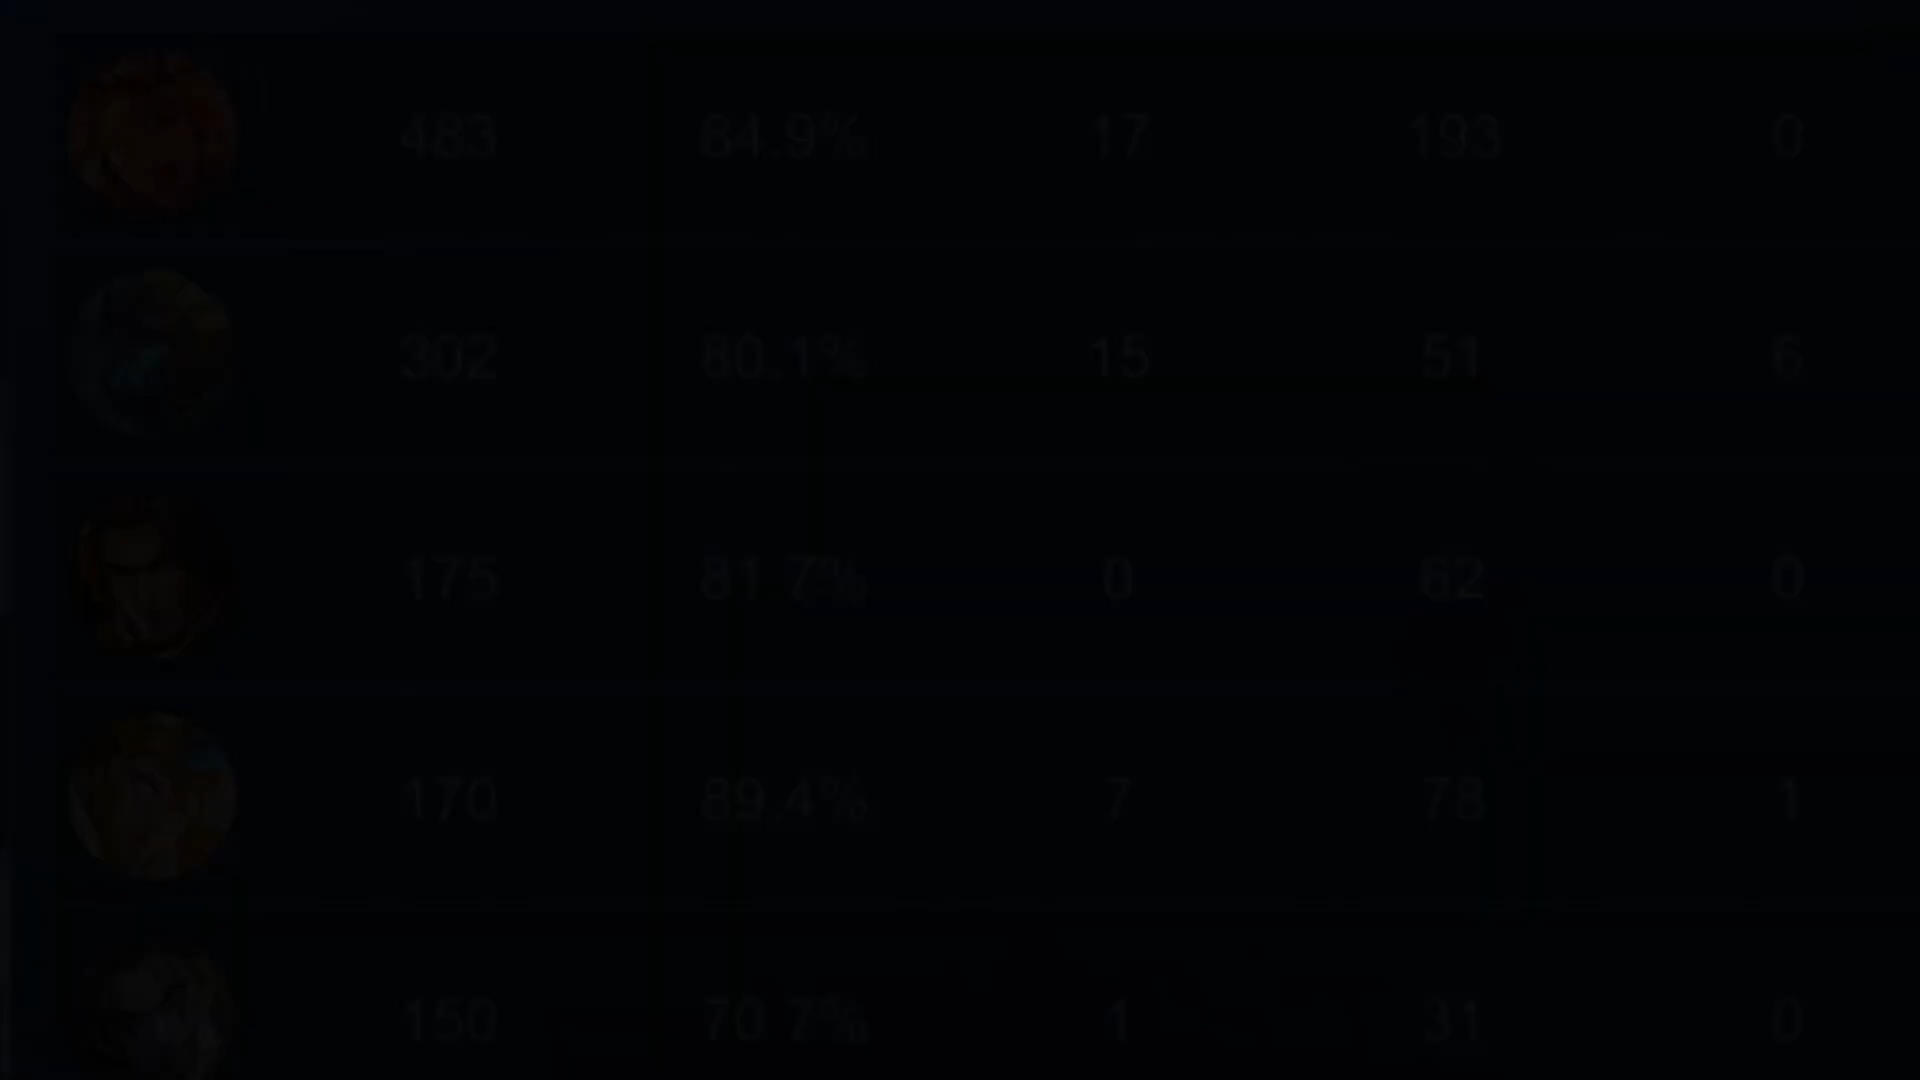 483 84.9% 17 193 0
302 80.1% 15 51 6
175 81.7% 0 62 0
170 89.4% 7 78 1
150 70.7% 1 31 0